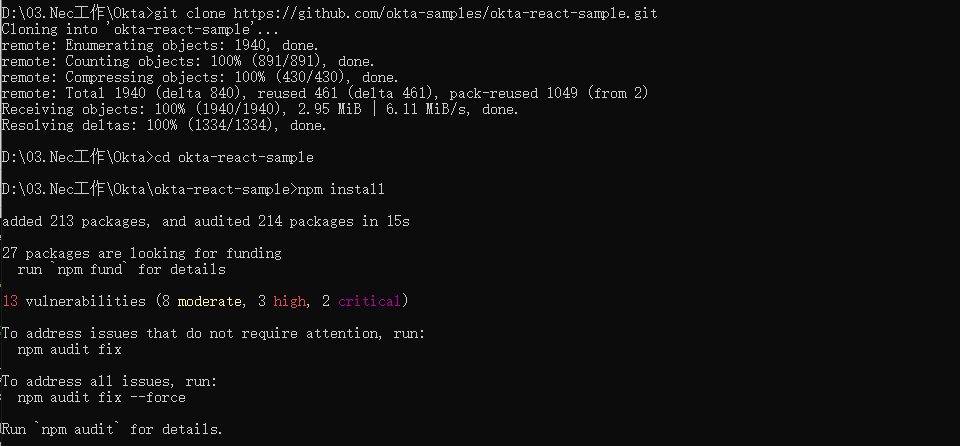 D:\03.Nec工作\Okta>git clone https://github.com/okta-samples/okta-react-sample.git
Cloning into 'okta-react-sample'...
remote: Enumerating objects: 1940, done.
remote: Counting objects: 100% (891/891), done.
remote: Compressing objects: 100% (430/430), done.
remote: Total 1940 (delta 840), reused 461 (delta 461), pack-reused 1049 (from 2)
Receiving objects: 100% (1940/1940), 2.95 MiB | 6.11 MiB/s, done.
Resolving deltas: 100% (1334/1334), done.
D:\03.Nec工作\Okta>cd okta-react-sample
D:\03.Nec工作\Okta\okta-react-sample>npm install
added 213 packages, and audited 214 packages in 15s
27 packages are looking for funding
  run `npm fund` for details
13 vulnerabilities (8 moderate, 3 high, 2 critical)
To address issues that do not require attention, run:
  npm audit fix
To address all issues, run:
  npm audit fix --force
Run `npm audit` for details.